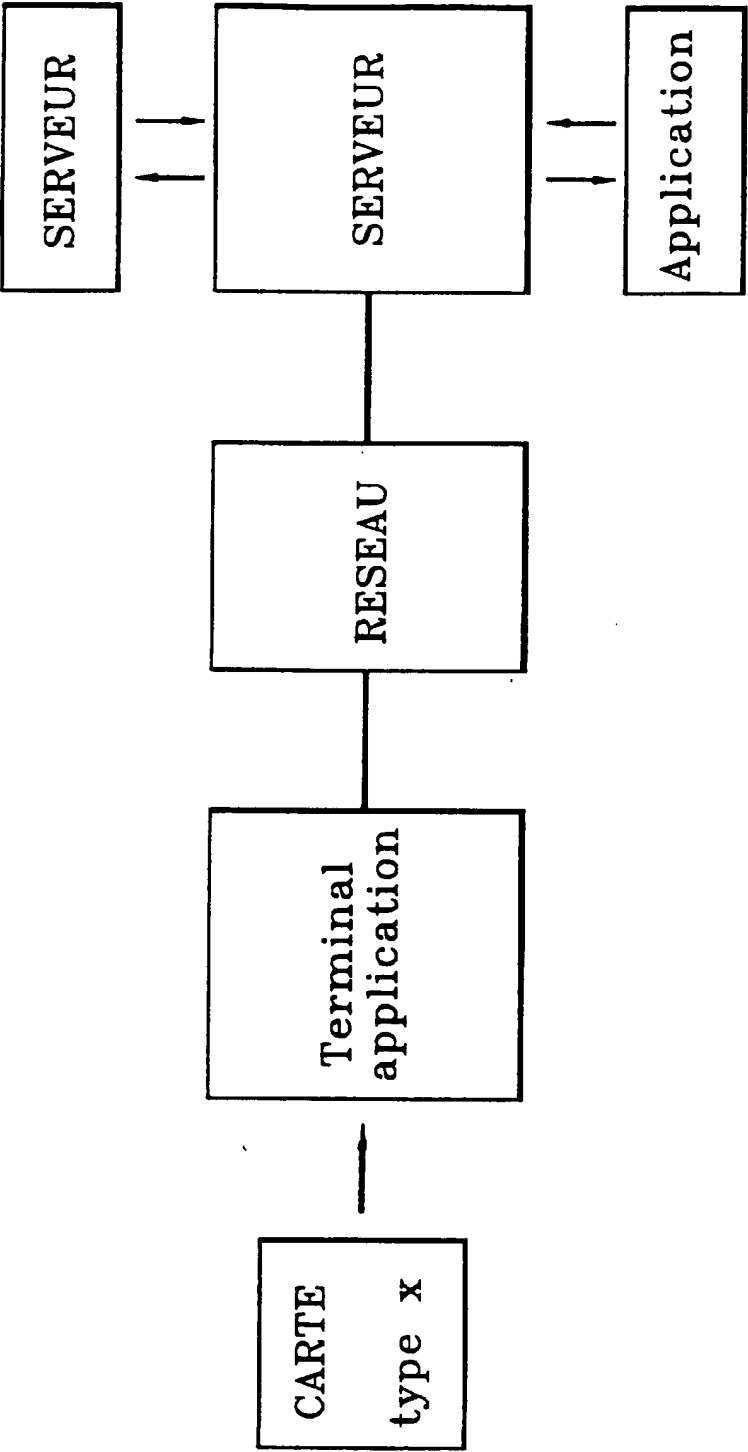 CARTE
type x
Terminal
application
RESEAU
SERVEUR
SERVEUR
Application